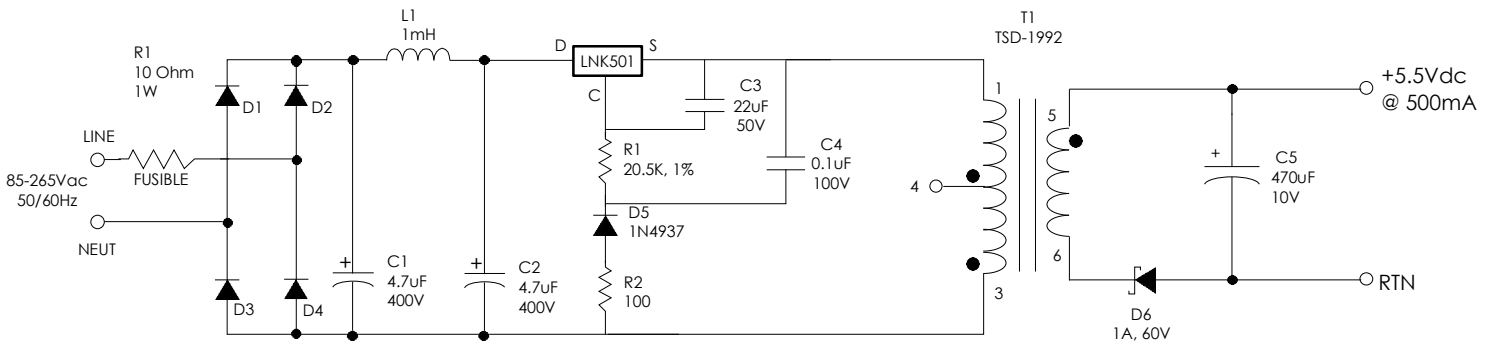 T1
TSD-1992
L1
1mH
D
S
LNK501
C
R1
10 Ohm
1W
D1
D2
C3
22uF
50V
1
5
+5.5Vdc
@ 500mA
LINE
FUSIBLE
85-265Vac
50/60Hz
NEUT
R1
20.5K, 1%
C4
0.1uF
100V
4
+
C5
470uF
10V
D5
1N4937
6
+
C1
4.7uF
400V
+
C2
4.7uF
400V
R2
100
3
RTN
D3
D4
D6
1A, 60V